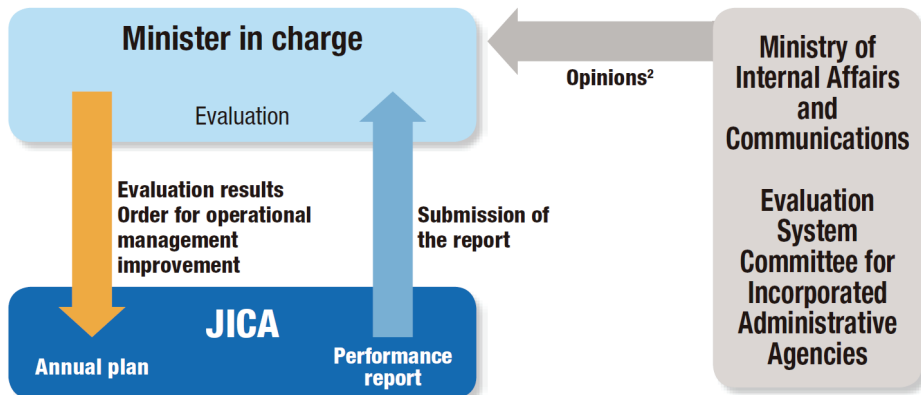 Minister in charge
Evaluation
Opinions²
Ministry of
Internal Affairs
and
Communications
Evaluation
System
Committee for
Incorporated
Administrative
Agencies
Evaluation results
Order for operational
management
improvement
Submission of
the report
JICA
Annual plan
Performance
report